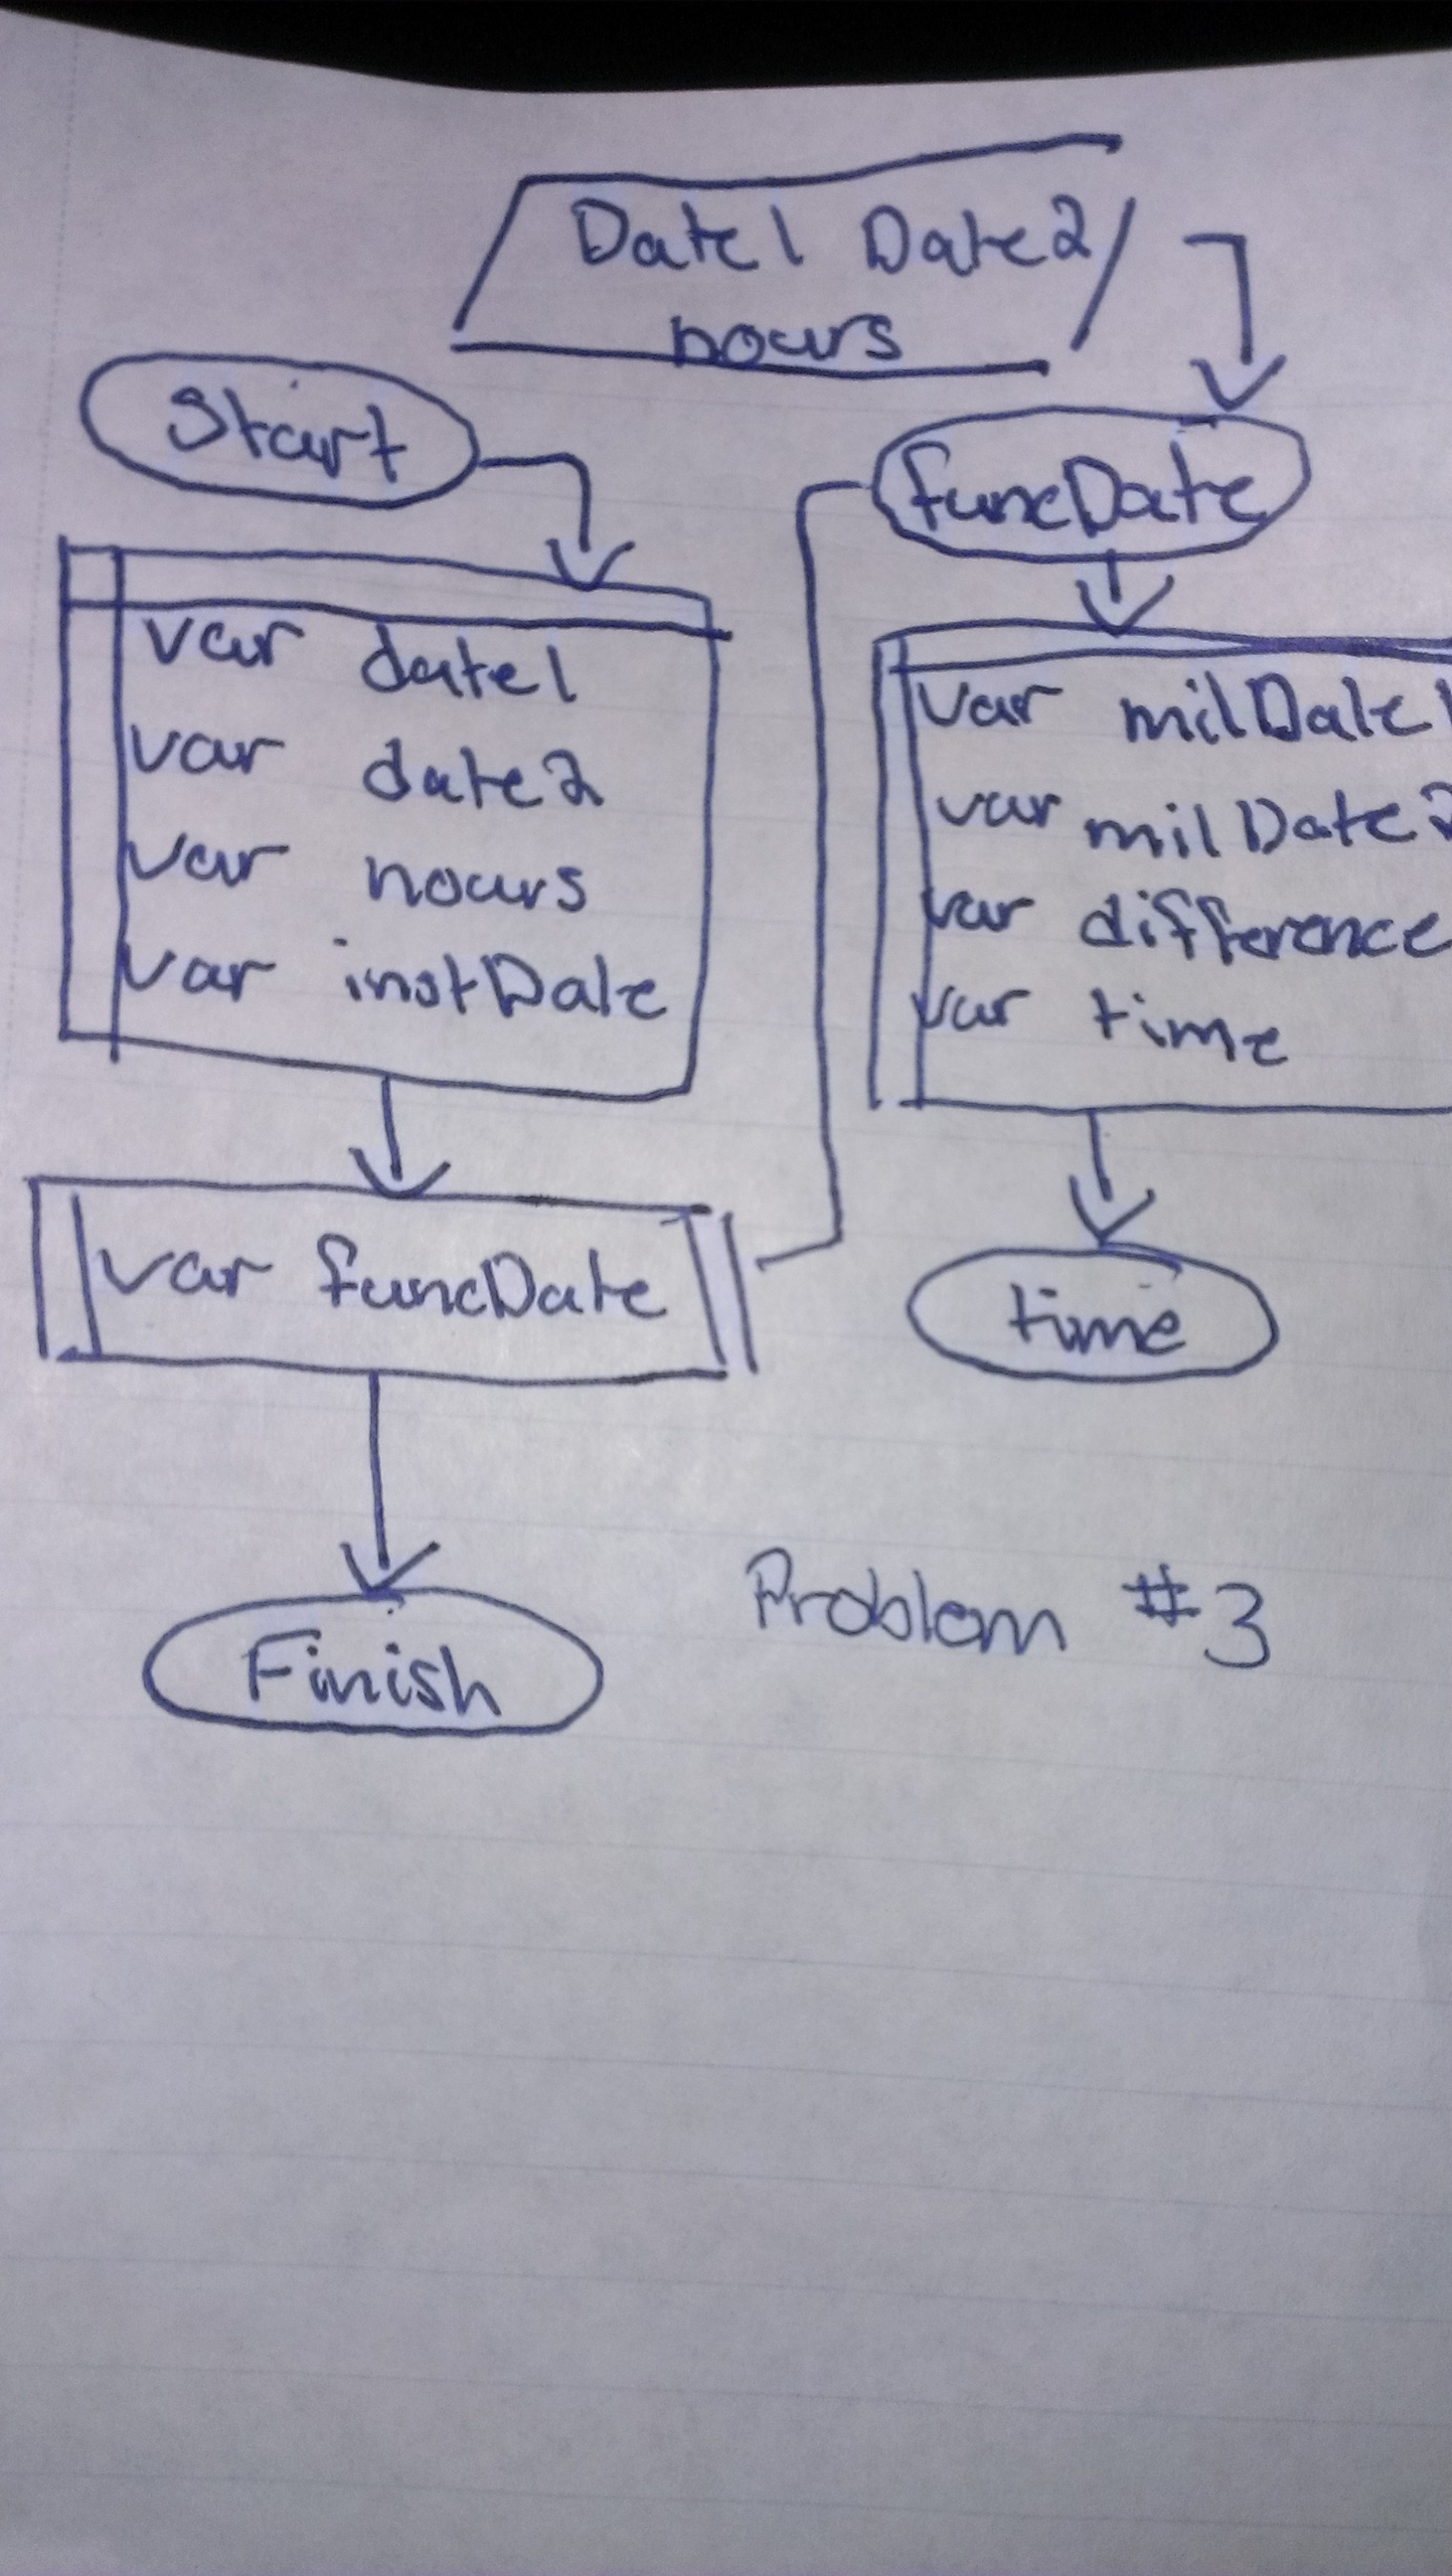 Date1 Date2
hours
Start
var date1
var date2
var hours
var instDate
var funcDate
Finish
funcDate
var milDate1
var milDate2
var difference
var time
time
Problem #3